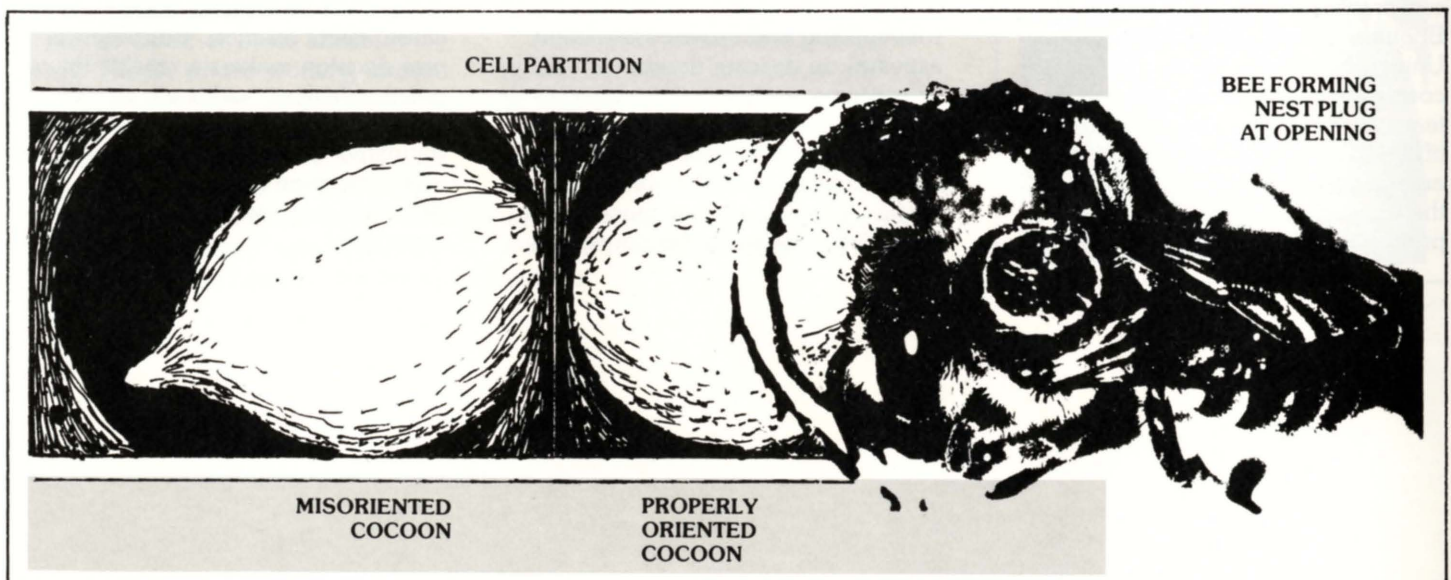 CELL PARTITION
BEE FORMING
NEST PLUG
AT OPENING
MISORIENTED
COCOON
PROPERLY
ORIENTED
COCOON